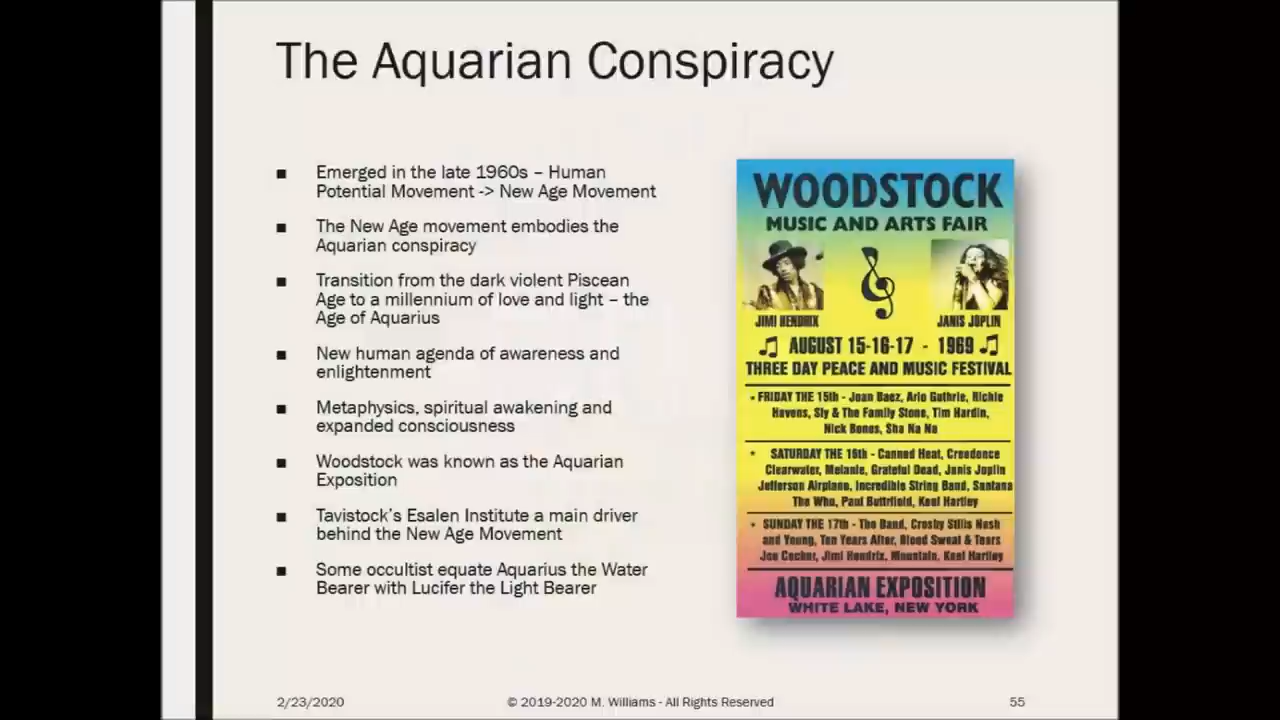 The Aquarian Conspiracy
■ Emerged in the late 1960s – Human
Potential Movement -> New Age Movement
■ The New Age movement embodies the
Aquarian conspiracy
■ Transition from the dark violent Piscean
Age to a millennium of love and light – the
Age of Aquarius
■ New human agenda of awareness and
enlightenment
■ Metaphysics, spiritual awakening and
expanded consciousness
■ Woodstock was known as the Aquarian
Exposition
■ Tavistock's Esalen Institute a main driver
behind the New Age Movement
■ Some occultist equate Aquarius the Water
Bearer with Lucifer the Light Bearer
WOODSTOCK
MUSIC AND ARTS FAIR
JIMI HENDRIX
JANIS JOPLIN
AUGUST 15-16-17 - 1969
THREE DAY PEACE AND MUSIC FESTIVAL
• FRIDAY THE 15th - Joan Baez, Arlo Guthrie, Richie
Havens, Sly & The Family Stone, Tim Hardin,
Nick Benes, Sha Na Na
• SATURDAY THE 16th - Canned Heat, Creedence
Clearwater, Melanie, Grateful Dead, Janis Joplin
Jefferson Airplane, Incredible String Band, Santana
The Who, Paul Buttrfield, Keef Hartley
• SUNDAY THE 17th - The Band, Crosby Stills Nash
and Young, Ten Years After, Blood Sweat & Tears
Joe Cocker, Jimi Hendrix, Mountain, Keef Hartley
AQUARIAN EXPOSITION
WHITE LAKE, NEW YORK
2/23/2020
© 2019-2020 M. Williams - All Rights Reserved
55